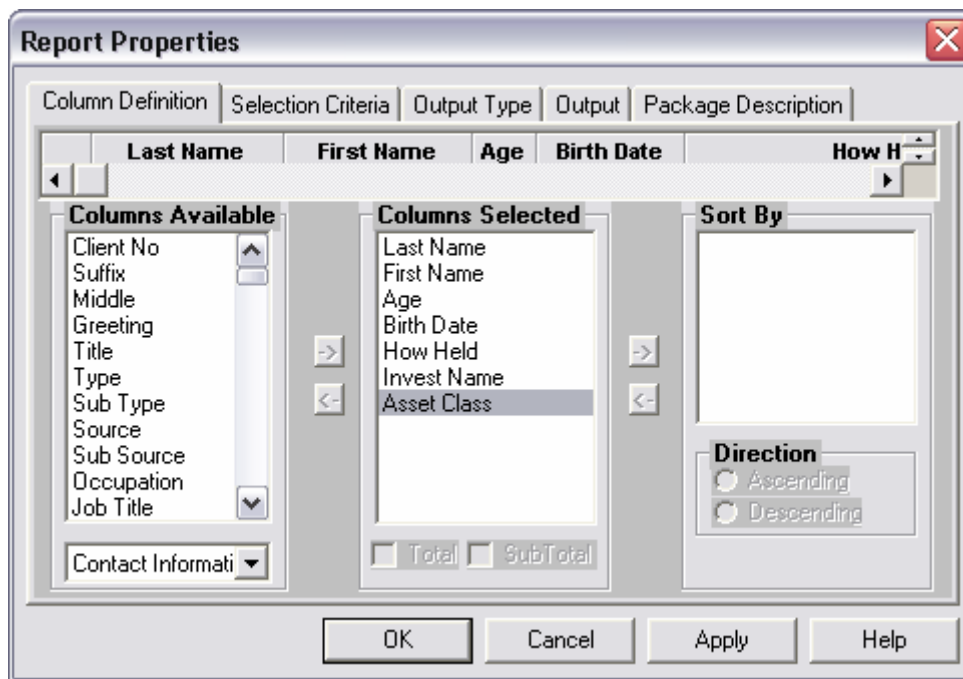 Report Properties
Column Definition Selection Criteria Output Type Output Package Description
Last Name First Name Age Birth Date How H
Columns Available
Client No
Suffix
Middle
Greeting
Title
Type
Sub Type
Source
Sub Source
Occupation
Job Title
Contact Informati
Columns Selected
Last Name
First Name
Age
Birth Date
How Held
Invest Name
Asset Class
Total SubTotal
->
<-
->
<-
Sort By
Direction
Ascending
Descending
OK Cancel Apply Help